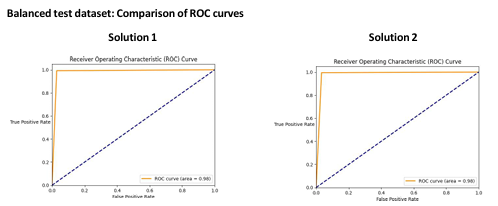 Balanced test dataset: Comparison of ROC curves
Solution 1
Receiver Operating Characteristic (ROC) Curve
1.0
0.8
0.6
True Positive Rate
0.4
0.2
0.0
ROC curve (area = 0.98)
0.0 0.2 0.4 0.6 0.8 1.0
False Positive Rate
Solution 2
Receiver Operating Characteristic (ROC) Curve
1.0
0.8
0.6
True Positive Rate
0.4
0.2
0.0
ROC curve (area = 0.98)
0.0 0.2 0.4 0.6 0.8 1.0
False Positive Rate